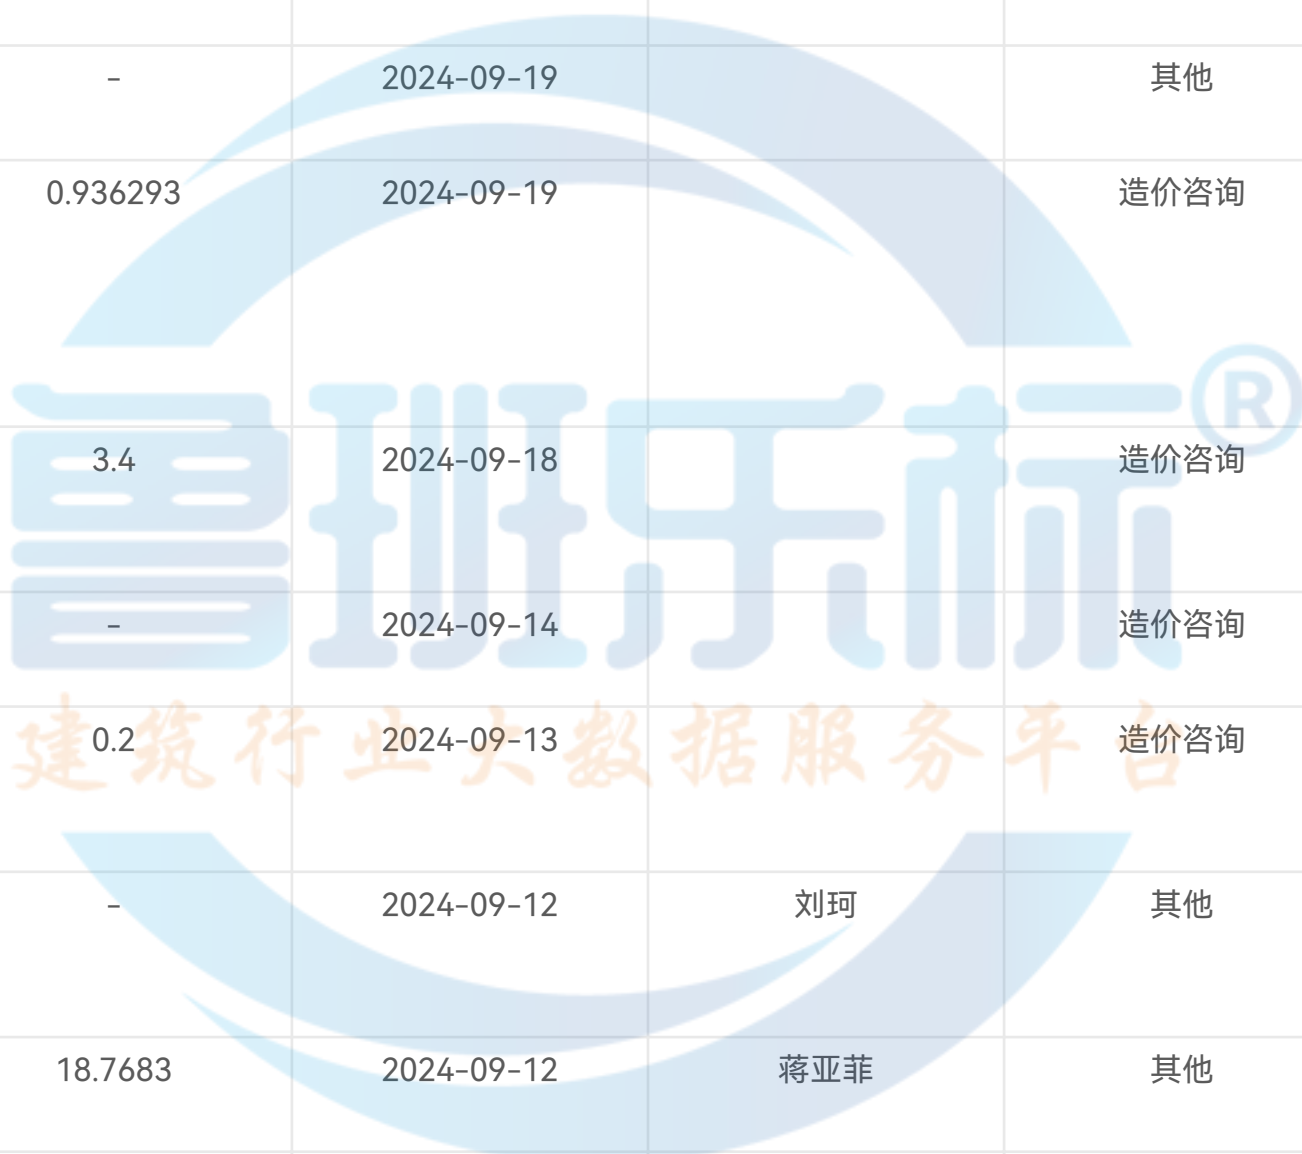 - 2024-09-19 其他
0.936293 2024-09-19 造价咨询
®
鲁班乐标
3.4 2024-09-18 造价咨询
- 2024-09-14 造价咨询
建筑行业大数据服务平台
0.2 2024-09-13 造价咨询
- 2024-09-12 刘珂 其他
18.7683 2024-09-12 蒋亚菲 其他